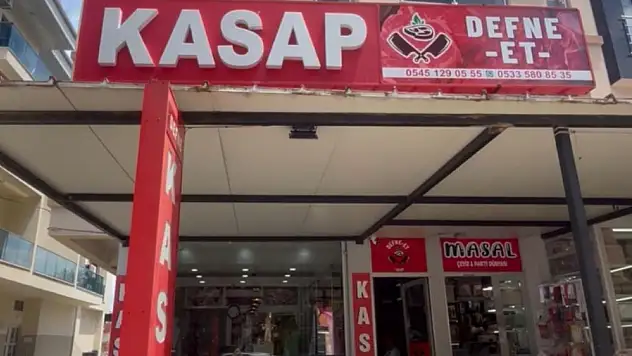 KASAP
DEFNE
-ET-
0545 129 05 55 0533 580 85 35
KAS
DEFNE-ET
MASAL
ÇEYİZ & PARTİ DÜNYASI
KAS
KAS